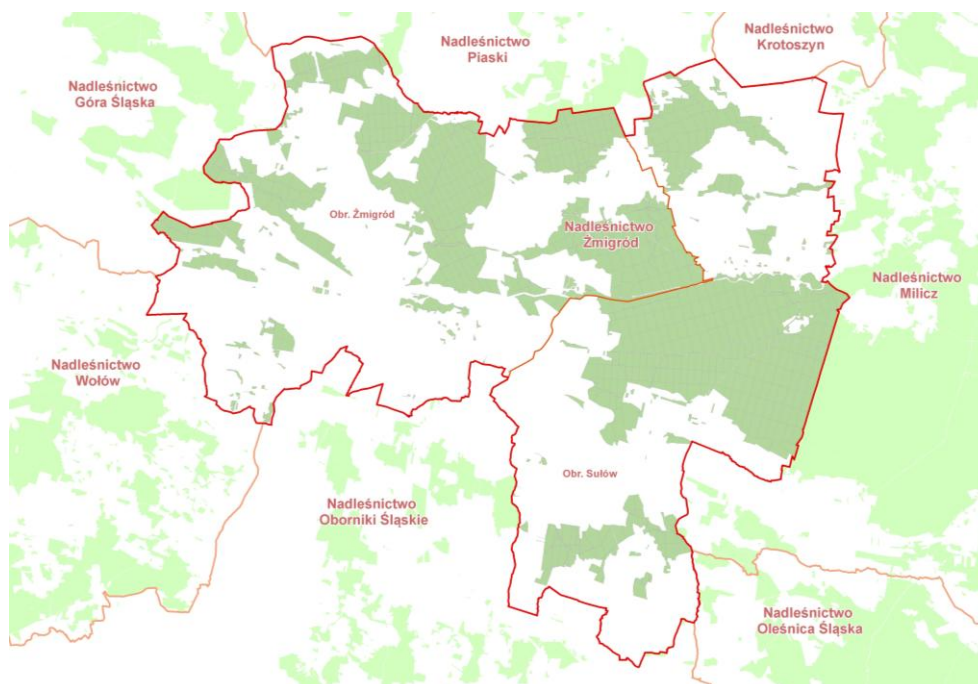 Nadleśnictwo
Piaski
Nadleśnictwo
Krotoszyn
Nadleśnictwo
Góra Śląska
Obr. Żmigród
Nadleśnictwo
Żmigród
Nadleśnictwo
Milicz
Nadleśnictwo
Wołów
Obr. Sułów
Nadleśnictwo
Oborniki Śląskie
Nadleśnictwo
Oleśnica Śląska